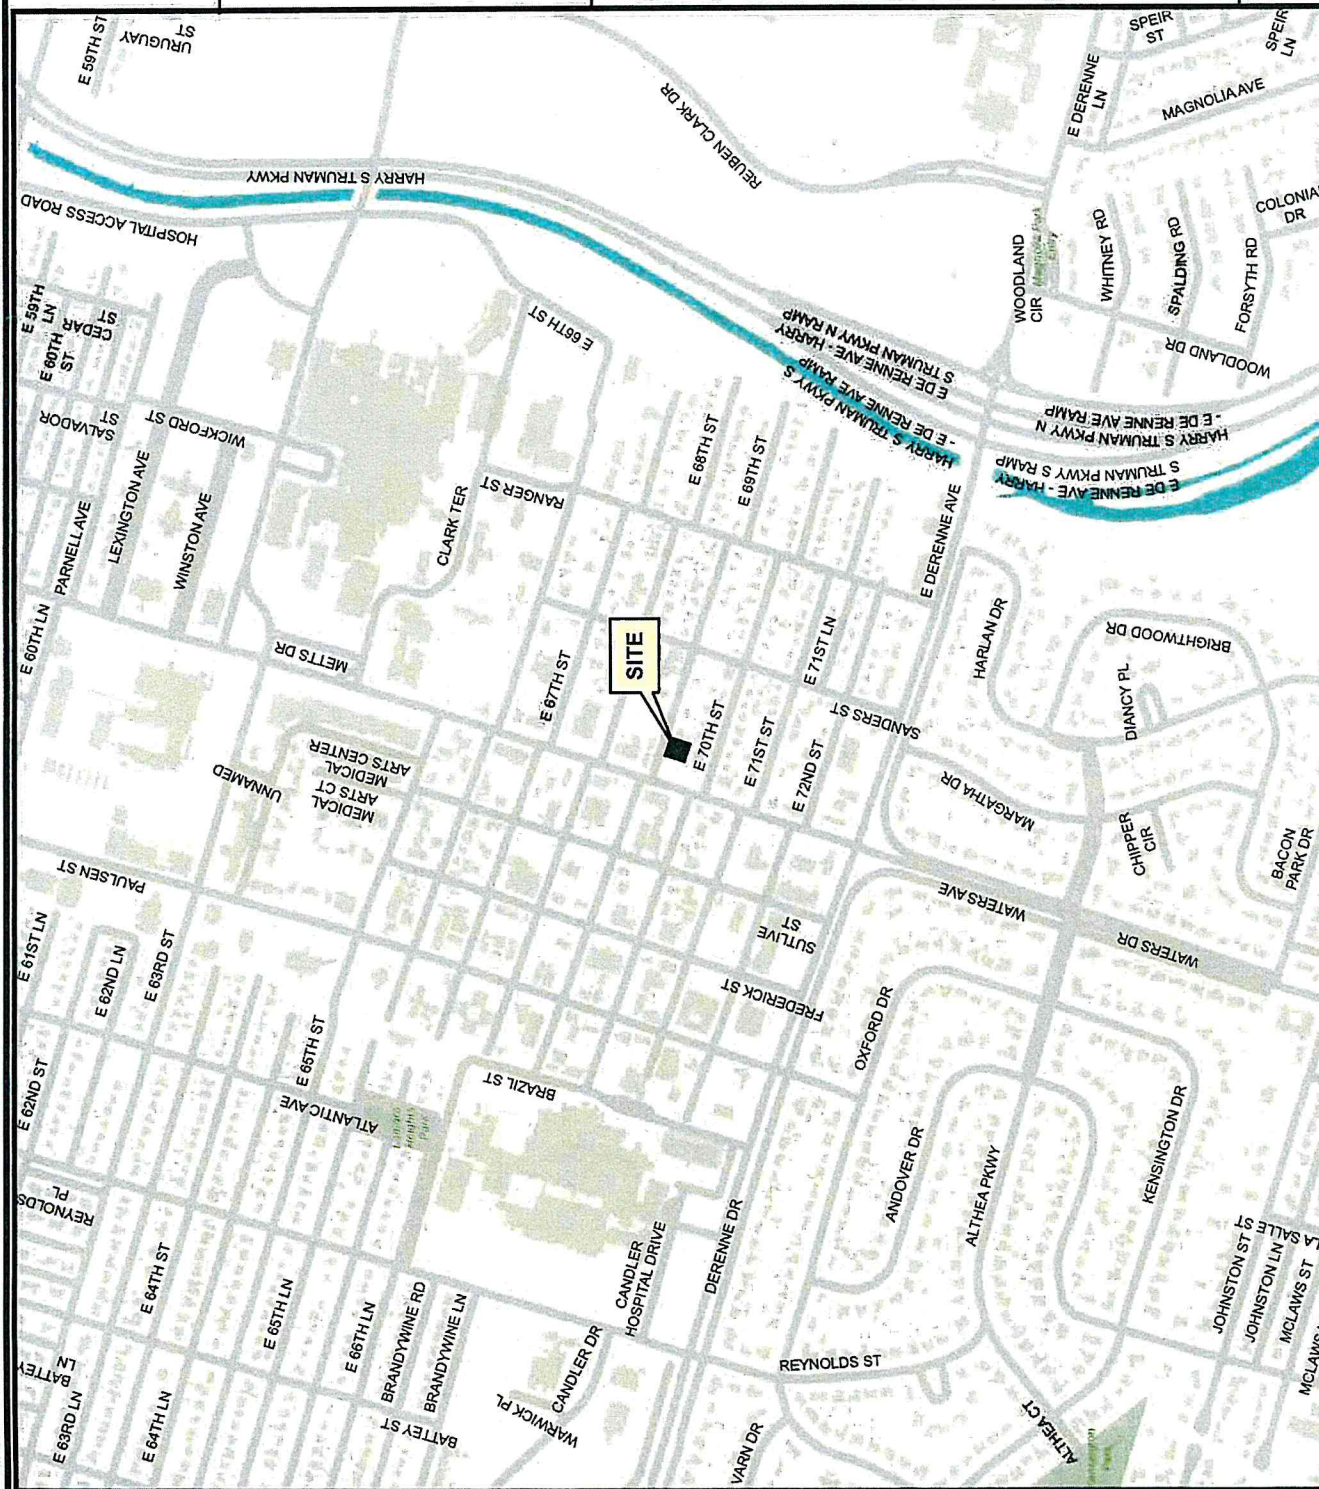 E 59TH ST
URUGUAY
ST
SPEIR
ST
SPEIR
LN
E DERENNE
LN
MAGNOLIA AVE
REUBEN CLARK DR
HARRY S TRUMAN PKWY
HOSPITAL ACCESS ROAD
COLONIAL
DR
WHITNEY RD
SPALDING RD
FORSYTH RD
WOODLAND
CIR
WOODLAND DR
E 59TH
LN
CEDAR
ST
E 60TH
ST
E 66TH ST
E DE RENNE AVE - HARRY
S TRUMAN PKWY N RAMP
HARRY S TRUMAN PKWY S
- E DE RENNE AVE RAMP
HARRY S TRUMAN PKWY N
- E DE RENNE AVE RAMP
E DE RENNE AVE - HARRY
S TRUMAN PKWY S RAMP
SALVADOR
ST
WICKFORD ST
PARNELL AVE
LEXINGTON AVE
WINSTON AVE
E 60TH LN
CLARK TER
RANGER ST
E 68TH ST
E 69TH ST
E DERENNE AVE
HARLAN DR
BRIGHTWOOD DR
METTS DR
E 67TH ST
SITE
E 70TH ST
E 71ST LN
E 71ST ST
E 72ND ST
SANDERS ST
DIANCY PL
MARGATHA DR
CHIPPER
CIR
BACON
PARK DR
UNNAMED
MEDICAL
ARTS CENTER
MEDICAL
ARTS CT
PAULSEN ST
E 61ST LN
E 62ND LN
E 63RD ST
SUTLIVE
ST
WATERS AVE
WATERS DR
FREDERICK ST
OXFORD DR
E 62ND ST
E 65TH ST
ATLANTIC AVE
BRAZIL ST
ANDOVER DR
ALTHEA PKWY
KENSINGTON DR
REYNOLDS
PL
E 64TH ST
E 65TH LN
E 66TH LN
BRANDYWINE RD
BRANDYWINE LN
CANDLER
HOSPITAL DRIVE
DERENNE DR
LA SALLE ST
JOHNSTON ST
JOHNSTON LN
MCLAWS ST
BATTEY
LN
E 63RD LN
E 64TH LN
BATTEY ST
WARWICK PL
CANDLER DR
REYNOLDS ST
VARN DR
ALTHEA CT